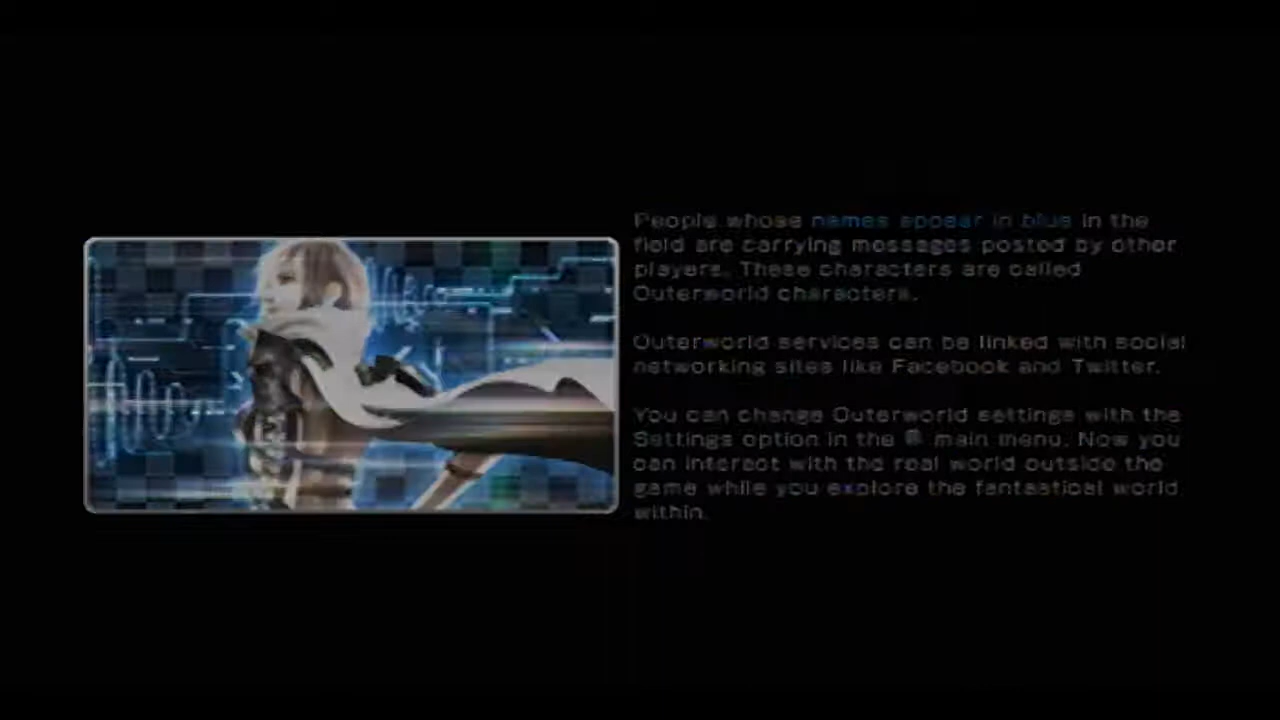 People whose names appear in blue in the
field are carrying messages posted by other
players. These characters are called
Outerworld characters.
Outerworld services can be linked with social
networking sites like Facebook and Twitter.
You can change Outerworld settings with the
Settings option in the main menu. Now you
can interact with the real world outside the
game while you explore the fantastical world
within.